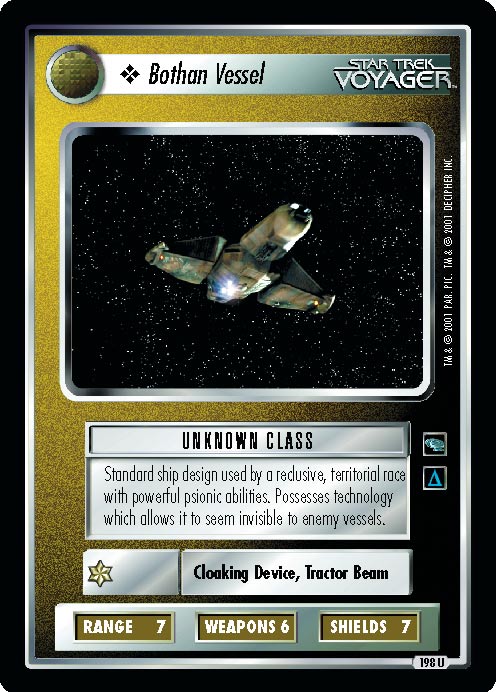 ❖ Bothan Vessel
STAR TREK
VOYAGER™
TM & © 2001 PAR. PIC. TM & © 2001 DECIPHER INC.
UNKNOWN CLASS
Standard ship design used by a reclusive, territorial race
with powerful psionic abilities. Possesses technology
which allows it to seem invisible to enemy vessels.
Δ
Cloaking Device, Tractor Beam
RANGE 7 WEAPONS 6 SHIELDS 7
198 U